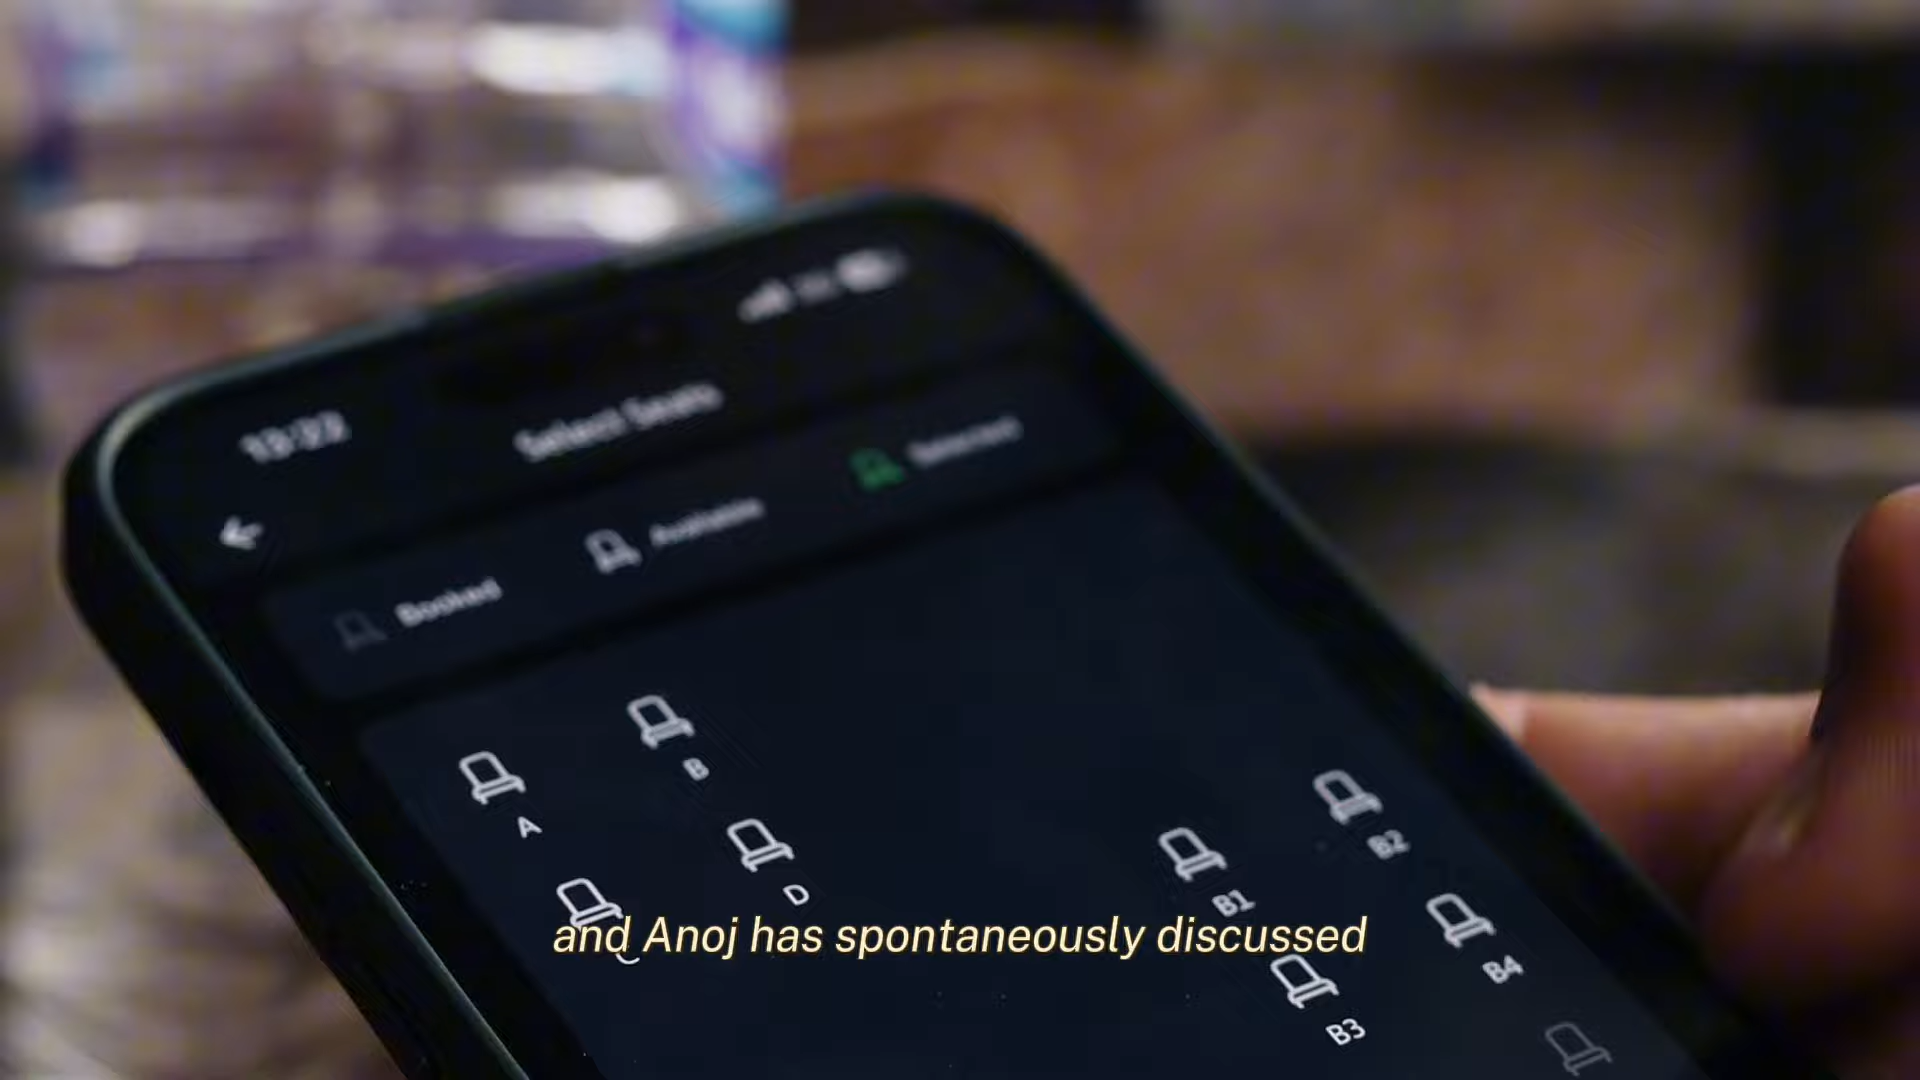 13:22
Select Seats
Booked
Available
Selected
A
B
C
D
B1
B2
B3
B4
and Anoj has spontaneously discussed